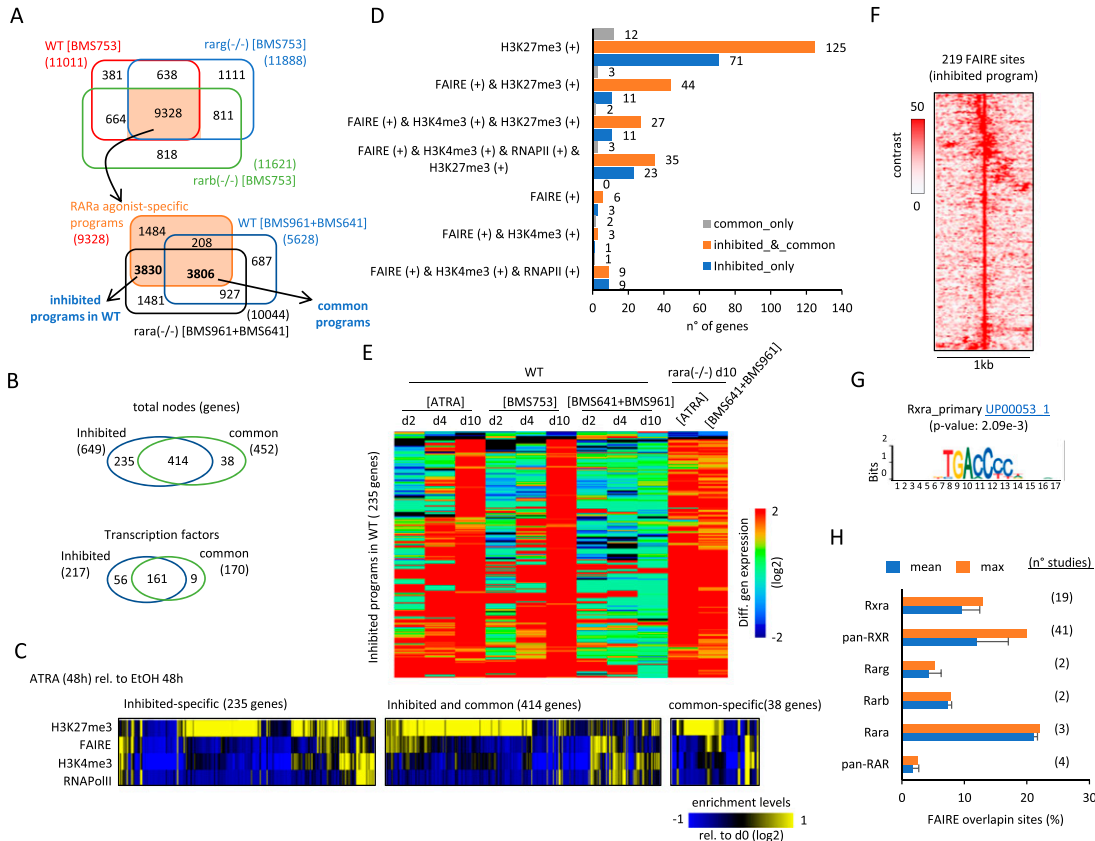 A
WT [BMS753]
(11011)
rarg(-/-) [BMS753]
(11888)
381
638
1111
9328
664
811
818
(11621)
rarb(-/-) [BMS753]
RARa agonist-specific
programs
(9328)
WT [BMS961+BMS641]
(5628)
1484
208
687
3830
3806
inhibited
programs in WT
1481
927
(10044)
common
programs
rara(-/-) [BMS961+BMS641]
B
total nodes (genes)
Inhibited
(649)
common
(452)
235
414
38
Transcription factors
Inhibited
(217)
common
(170)
56
161
9
C
ATRA (48h) rel. to EtOH 48h
Inhibited-specific (235 genes)
Inhibited and common (414 genes)
common-specific(38 genes)
H3K27me3
FAIRE
H3K4me3
RNAPolII
enrichment levels
-1
1
rel. to d0 (log2)
D
H3K27me3 (+)
FAIRE (+) & H3K27me3 (+)
FAIRE (+) & H3K4me3 (+) & H3K27me3 (+)
FAIRE (+) & H3K4me3 (+) & RNAPII (+) &
H3K27me3 (+)
FAIRE (+)
FAIRE (+) & H3K4me3 (+)
FAIRE (+) & H3K4me3 (+) & RNAPII (+)
12
125
71
3
44
11
2
27
11
3
35
23
0
6
3
2
3
1
1
9
9
common_only
inhibited_&_common
Inhibited_only
0 20 40 60 80 100 120 140
n° of genes
E
WT
rara(-/-) d10
[ATRA]
[BMS753]
[BMS641+BMS961]
[ATRA]
[BMS641+BMS961]
d2 d4 d10 d2 d4 d10 d2 d4 d10
Inhibited programs in WT ( 235 genes)
2
-2
Diff. gen expression
(log2)
F
219 FAIRE sites
(inhibited program)
50
0
contrast
1kb
G
Rxra_primary UP00053_1
(p-value: 2.09e-3)
Bits
2
1
0
TGACCCC
1 2 3 4 5 6 7 8 9 10 11 12 13 14 15 16 17
H
mean
max
(n° studies)
Rxra
(19)
pan-RXR
(41)
Rarg
(2)
Rarb
(2)
Rara
(3)
pan-RAR
(4)
0 10 20 30
FAIRE overlapin sites (%)